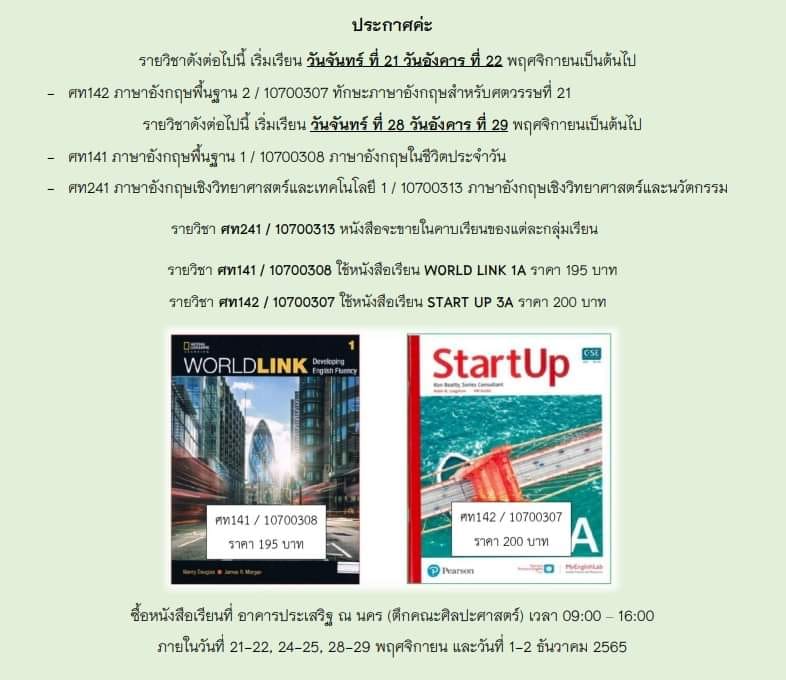 ประกาศค่ะ
รายวิชาดังต่อไปนี้ เริ่มเรียน วันจันทร์ ที่ 21 วันอังคาร ที่ 22 พฤศจิกายนเป็นต้นไป
- ศท142 ภาษาอังกฤษพื้นฐาน 2 / 10700307 ทักษะภาษาอังกฤษสำหรับศตวรรษที่ 21
รายวิชาดังต่อไปนี้ เริ่มเรียน วันจันทร์ ที่ 28 วันอังคาร ที่ 29 พฤศจิกายนเป็นต้นไป
- ศท141 ภาษาอังกฤษพื้นฐาน 1 / 10700308 ภาษาอังกฤษในชีวิตประจำวัน
- ศท241 ภาษาอังกฤษเชิงวิทยาศาสตร์และเทคโนโลยี 1 / 10700313 ภาษาอังกฤษเชิงวิทยาศาสตร์และนวัตกรรม
รายวิชา ศท241 / 10700313 หนังสือจะขายในคาบเรียนของแต่ละกลุ่มเรียน
รายวิชา ศท141 / 10700308 ใช้หนังสือเรียน WORLD LINK 1A ราคา 195 บาท
รายวิชา ศท142 / 10700307 ใช้หนังสือเรียน START UP 3A ราคา 200 บาท
NATIONAL GEOGRAPHIC LEARNING
1
WORLDLINK Developing English Fluency
ศท141 / 10700308
ราคา 195 บาท
James R. Morgan
StartUp
GSE
Ken Beatty, Series Consultant
ศท142 / 10700307
ราคา 200 บาท
A
Pearson
MyEnglishLab
ซื้อหนังสือเรียนที่ อาคารประเสริฐ ณ นคร (ตึกคณะศิลปะศาสตร์) เวลา 09:00 – 16:00
ภายในวันที่ 21-22, 24-25, 28-29 พฤศจิกายน และวันที่ 1-2 ธันวาคม 2565